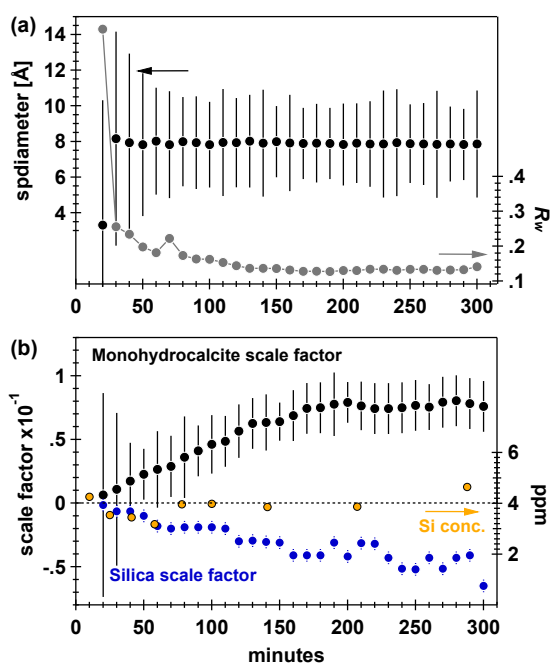 (a)
14
12
10
8
6
4
spdiameter [Å]
.4
.3
.2
.1
Rw
0 50 100 150 200 250 300
(b)
Monohydrocalcite scale factor
1
.5
0
-.5
-1
scale factor x10-1
6
4
2
ppm
Si conc.
Silica scale factor
0 50 100 150 200 250 300
minutes